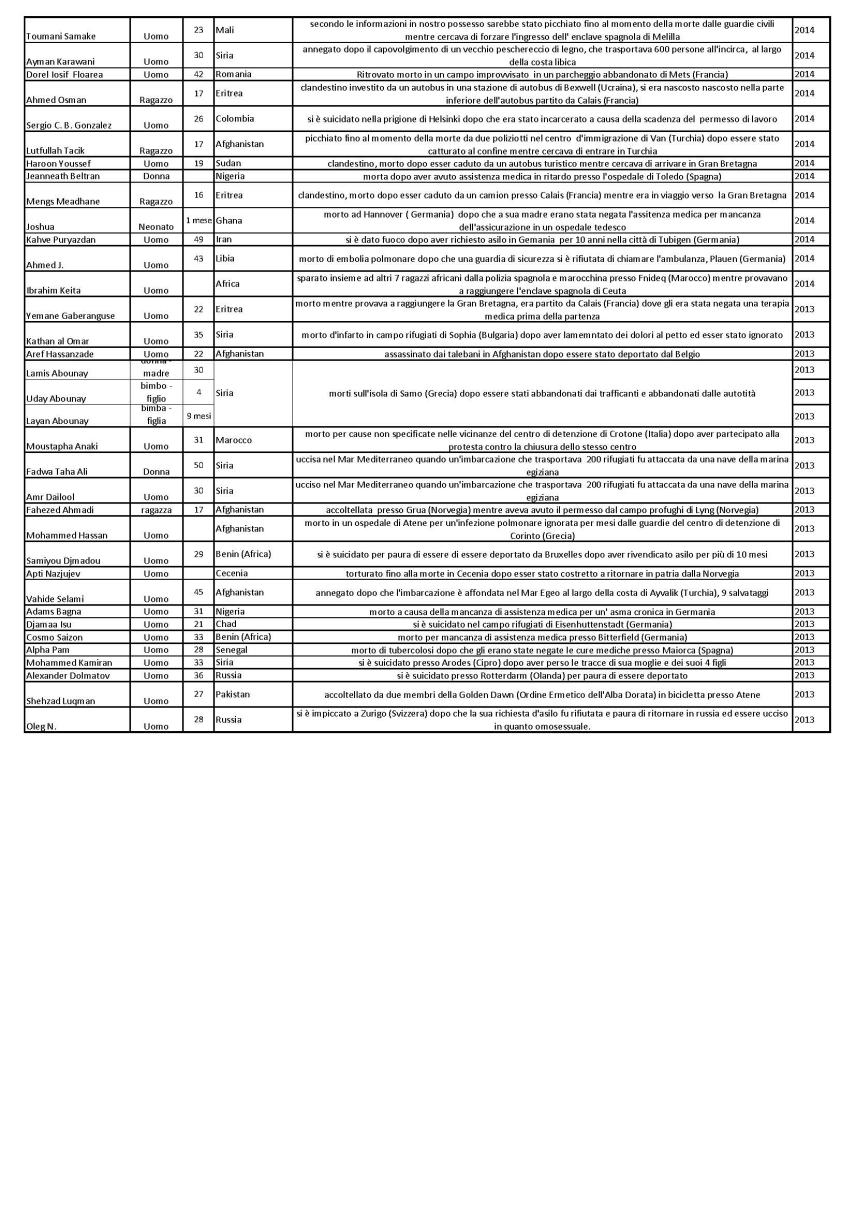 Toumani Samake Uomo 23 Mali secondo le informazioni in nostro possesso sarebbe stato picchiato fino al momento della morte dalle guardie civili mentre cercava di forzare l'ingresso dell' enclave spagnola di Melilla 2014
Ayman Karawani Uomo 30 Siria annegato dopo il capovolgimento di un vecchio peschereccio di legno, che trasportava 600 persone all'incirca, al largo della costa libica 2014
Dorel Iosif Floarea Uomo 42 Romania Ritrovato morto in un campo improvvisato in un parcheggio abbandonato di Mets (Francia) 2014
Ahmed Osman Ragazzo 17 Eritrea clandestino investito da un autobus in una stazione di autobus di Bexwell (Ucraina), si era nascosto nascosto nella parte inferiore dell'autobus partito da Calais (Francia) 2014
Sergio C. B. Gonzalez Uomo 26 Colombia si è suicidato nella prigione di Helsinki dopo che era stato incarcerato a causa della scadenza del permesso di lavoro 2014
Lutfullah Tacik Ragazzo 17 Afghanistan picchiato fino al momento della morte da due poliziotti nel centro d'immigrazione di Van (Turchia) dopo essere stato catturato al confine mentre cercava di entrare in Turchia 2014
Haroon Youssef Uomo 19 Sudan clandestino, morto dopo esser caduto da un autobus turistico mentre cercava di arrivare in Gran Bretagna 2014
Jeanneath Beltran Donna Nigeria morta dopo aver avuto assistenza medica in ritardo presso l'ospedale di Toledo (Spagna) 2014
Mengs Meadhane Ragazzo 16 Eritrea clandestino, morto dopo esser caduto da un camion presso Calais (Francia) mentre era in viaggio verso la Gran Bretagna 2014
Joshua Neonato 1 mese Ghana morto ad Hannover ( Germania) dopo che a sua madre erano stata negata l'assitenza medica per mancanza dell'assicurazione in un ospedale tedesco 2014
Kahve Puryazdan Uomo 49 Iran si è dato fuoco dopo aver richiesto asilo in Gemania per 10 anni nella città di Tubigen (Germania) 2014
Ahmed J. Uomo 43 Libia morto di embolia polmonare dopo che una guardia di sicurezza si è rifiutata di chiamare l'ambulanza, Plauen (Germania) 2014
Ibrahim Keita Uomo Africa sparato insieme ad altri 7 ragazzi africani dalla polizia spagnola e marocchina presso Fnideq (Marocco) mentre provavano a raggiungere l'enclave spagnola di Ceuta 2014
Yemane Gaberanguse Uomo 22 Eritrea morto mentre provava a raggiungere la Gran Bretagna, era partito da Calais (Francia) dove gli era stata negata una terapia medica prima della partenza 2013
Kathan al Omar Uomo 35 Siria morto d'infarto in campo rifugiati di Sophia (Bulgaria) dopo aver lamemntato dei dolori al petto ed esser stato ignorato 2013
Aref Hassanzade Uomo 22 Afghanistan assassinato dai talebani in Afghanistan dopo essere stato deportato dal Belgio 2013
Lamis Abounay donna - madre 30 2013
Uday Abounay bimbo - figlio 4 Siria morti sull'isola di Samo (Grecia) dopo essere stati abbandonati dai trafficanti e abbandonati dalle autotità 2013
Layan Abounay bimba - figlia 9 mesi 2013
Moustapha Anaki Uomo 31 Marocco morto per cause non specificate nelle vicinanze del centro di detenzione di Crotone (Italia) dopo aver partecipato alla protesta contro la chiusura dello stesso centro 2013
Fadwa Taha Ali Donna 50 Siria uccisa nel Mar Mediterraneo quando un'imbarcazione che trasportava 200 rifugiati fu attaccata da una nave della marina egiziana 2013
Amr Dailool Uomo 30 Siria ucciso nel Mar Mediterraneo quando un'imbarcazione che trasportava 200 rifugiati fu attaccata da una nave della marina egiziana 2013
Fahezed Ahmadi ragazza 17 Afghanistan accoltellata presso Grua (Norvegia) mentre aveva avuto il permesso dal campo profughi di Lyng (Norvegia) 2013
Mohammed Hassan Uomo Afghanistan morto in un ospedale di Atene per un'infezione polmonare ignorata per mesi dalle guardie del centro di detenzione di Corinto (Grecia) 2013
Samiyou Djmadou Uomo 29 Benin (Africa) si è suicidato per paura di essere di essere deportato da Bruxelles dopo aver rivendicato asilo per più di 10 mesi 2013
Apti Nazjujev Uomo Cecenia torturato fino alla morte in Cecenia dopo esser stato costretto a ritornare in patria dalla Norvegia 2013
Vahide Selami Uomo 45 Afghanistan annegato dopo che l'imbarcazione è affondata nel Mar Egeo al largo della costa di Ayvalik (Turchia), 9 salvataggi 2013
Adams Bagna Uomo 31 Nigeria morto a causa della mancanza di assistenza medica per un' asma cronica in Germania 2013
Djamaa Isu Uomo 21 Chad si è suicidato nel campo rifugiati di Eisenhuttenstadt (Germania) 2013
Cosmo Saizon Uomo 33 Benin (Africa) morto per mancanza di assistenza medica presso Bitterfield (Germania) 2013
Alpha Pam Uomo 28 Senegal morto di tubercolosi dopo che gli erano state negate le cure mediche presso Maiorca (Spagna) 2013
Mohammed Kamiran Uomo 33 Siria si è suicidato presso Arodes (Cipro) dopo aver perso le tracce di sua moglie e dei suoi 4 figli 2013
Alexander Dolmatov Uomo 36 Russia si è suicidato presso Rotterdarm (Olanda) per paura di essere deportato 2013
Shehzad Luqman Uomo 27 Pakistan accoltellato da due membri della Golden Dawn (Ordine Ermetico dell'Alba Dorata) in bicidetta presso Atene 2013
Oleg N. Uomo 28 Russia si è impiccato a Zurigo (Svizzera) dopo che la sua richiesta d'asilo fu rifiutata e paura di ritornare in russia ed essere ucciso in quanto omosessuale. 2013